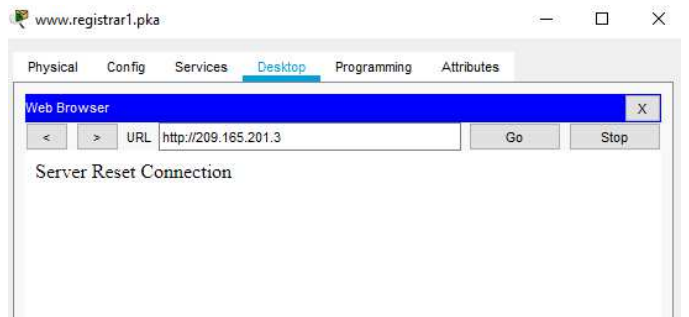 www.registrar1.pka
Physical Config Services Desktop Programming Attributes
Web Browser X
< > URL http://209.165.201.3 Go Stop
Server Reset Connection